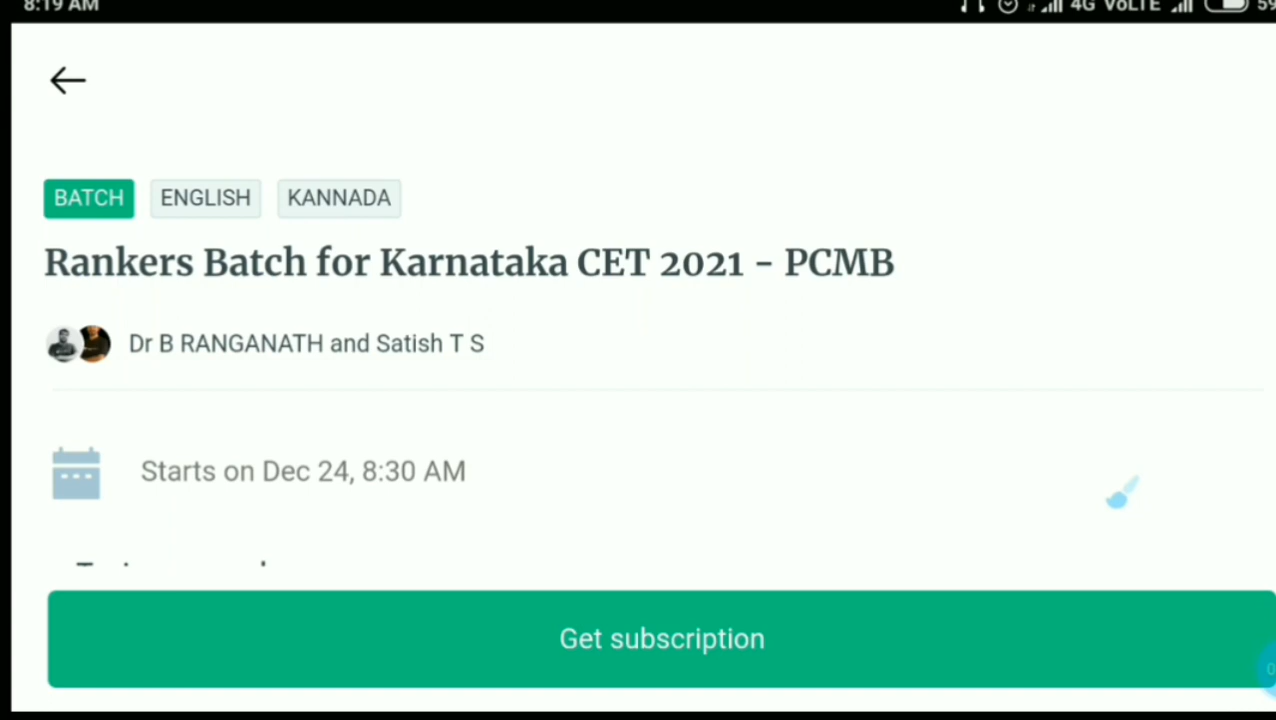 8:19 AM 4G VoLTE 59
BATCH ENGLISH KANNADA
Rankers Batch for Karnataka CET 2021 - PCMB
Dr B RANGANATH and Satish T S
Starts on Dec 24, 8:30 AM
Get subscription